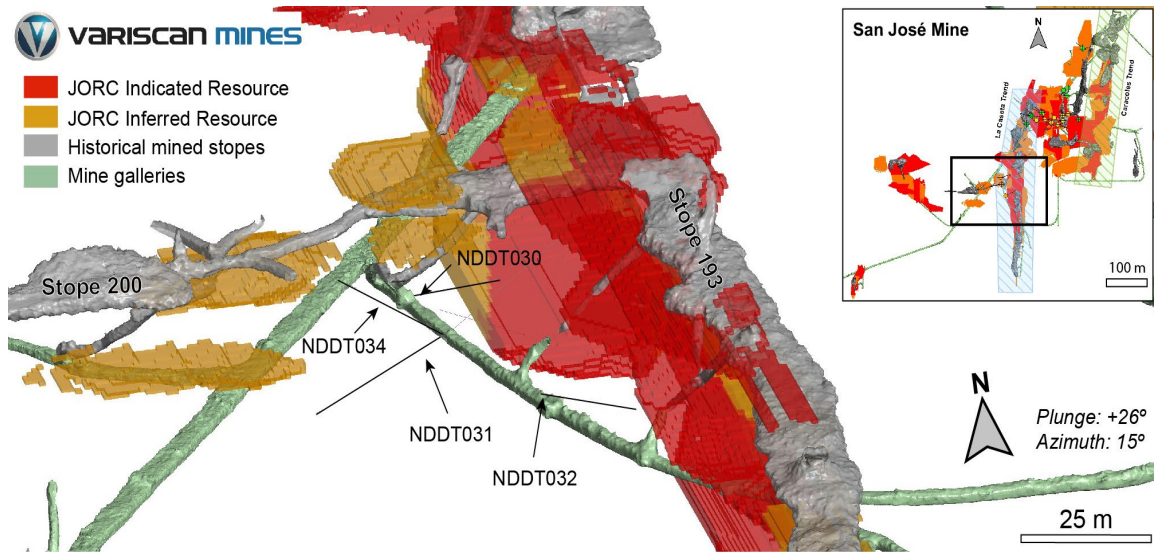 VARISCAN MINES
JORC Indicated Resource
JORC Inferred Resource
Historical mined stopes
Mine galleries
Stope 200
Stope 193
NDDT030
NDDT034
NDDT031
NDDT032
San José Mine
N
La Caseta Trend
Caracoles Trend
100 m
N
Plunge: +26º
Azimuth: 15º
25 m